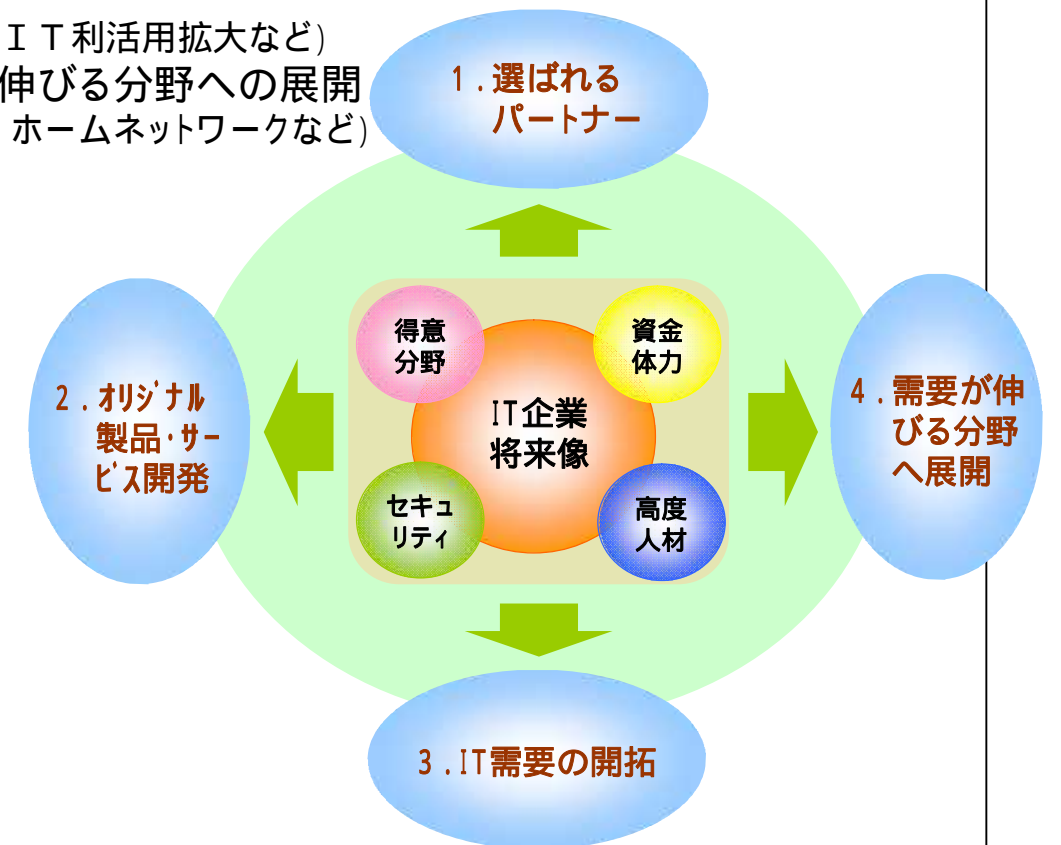 ＩＴ利活用拡大など)
伸びる分野への展開
ホームネットワークなど)
1.選ばれる
パートナー
得意
分野
資金
体力
IT企業
将来像
セキュ
リティ
高度
人材
2.ｵﾘｼﾞﾅﾙ
製品･ｻｰ
ﾋﾞｽ開発
4.需要が伸
びる分野
へ展開
3.IT需要の開拓